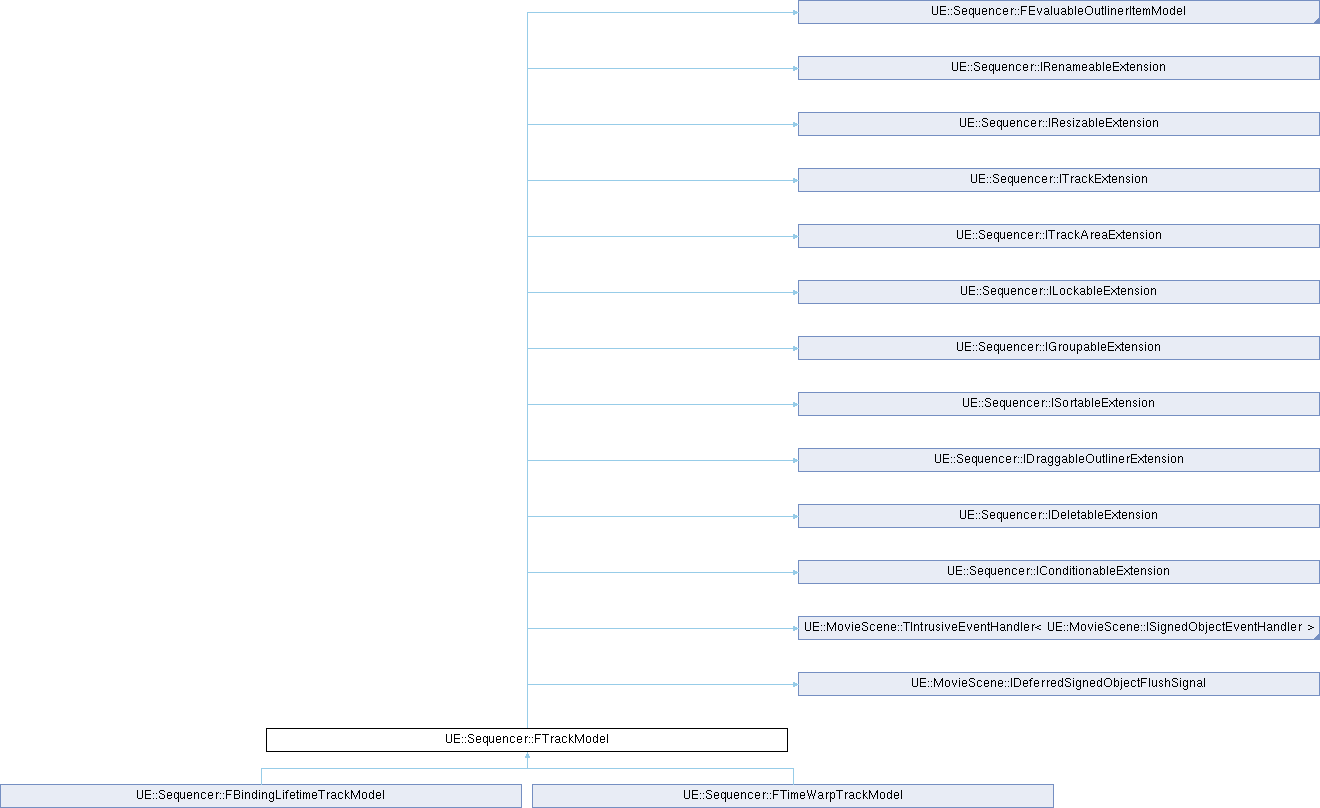 UE::Sequencer::FEvaluableOutlinerItemModel
UE::Sequencer::IRenameableExtension
UE::Sequencer::IResizableExtension
UE::Sequencer::ITrackExtension
UE::Sequencer::ITrackAreaExtension
UE::Sequencer::ILockableExtension
UE::Sequencer::IGroupableExtension
UE::Sequencer::ISortableExtension
UE::Sequencer::IDraggableOutlinerExtension
UE::Sequencer::IDeletableExtension
UE::Sequencer::IConditionableExtension
UE::MovieScene::TIntrusiveEventHandler< UE::MovieScene::ISignedObjectEventHandler >
UE::MovieScene::IDeferredSignedObjectFlushSignal
UE::Sequencer::FTrackModel
UE::Sequencer::FBindingLifetimeTrackModel
UE::Sequencer::FTimeWarpTrackModel